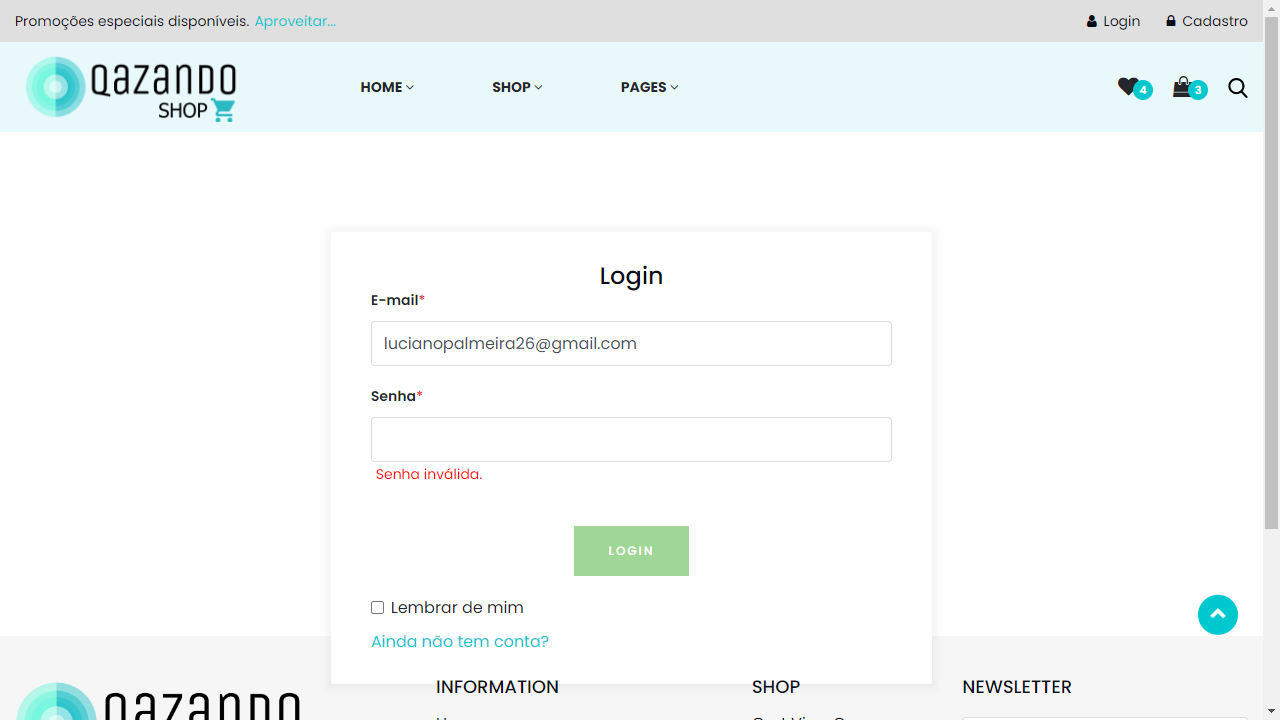 Promoções especiais disponíveis. Aproveitar...
Login
Cadastro
QAZANDO
SHOP
HOME
SHOP
PAGES
4
3
Login
E-mail*
lucianopalmeira26@gmail.com
Senha*
Senha inválida.
LOGIN
Lembrar de mim
Ainda não tem conta?
QAZANDO
INFORMATION
SHOP
NEWSLETTER